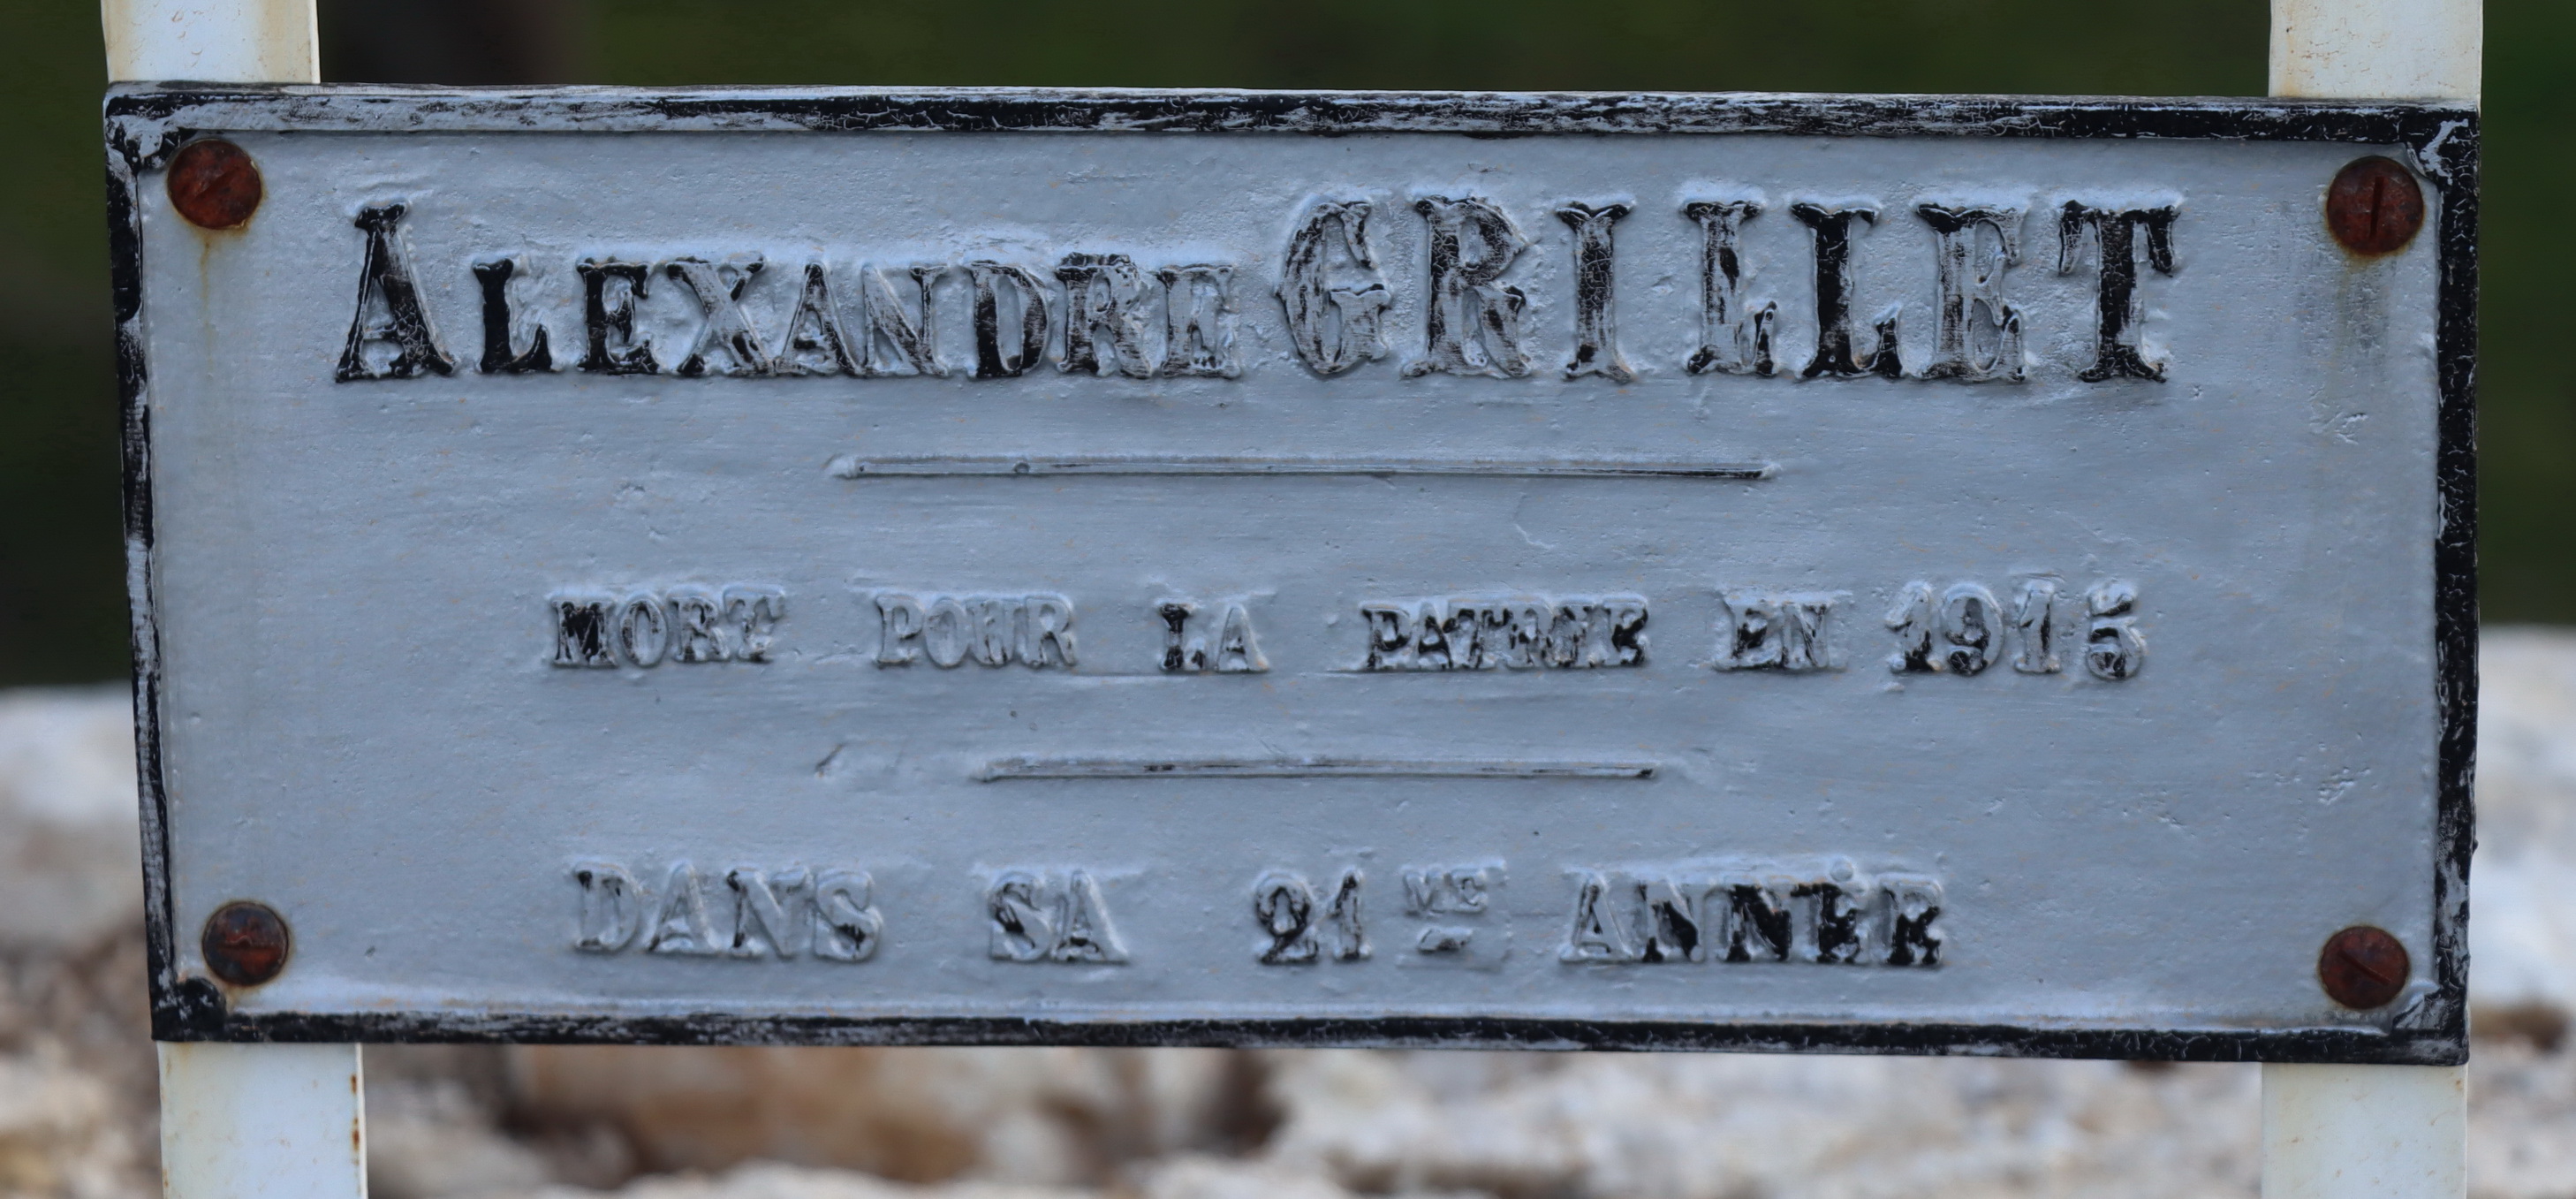 ALEXANDRE GRILLET
MORT POUR LA PATRIE EN 1915
DANS SA 21ME ANNÉE